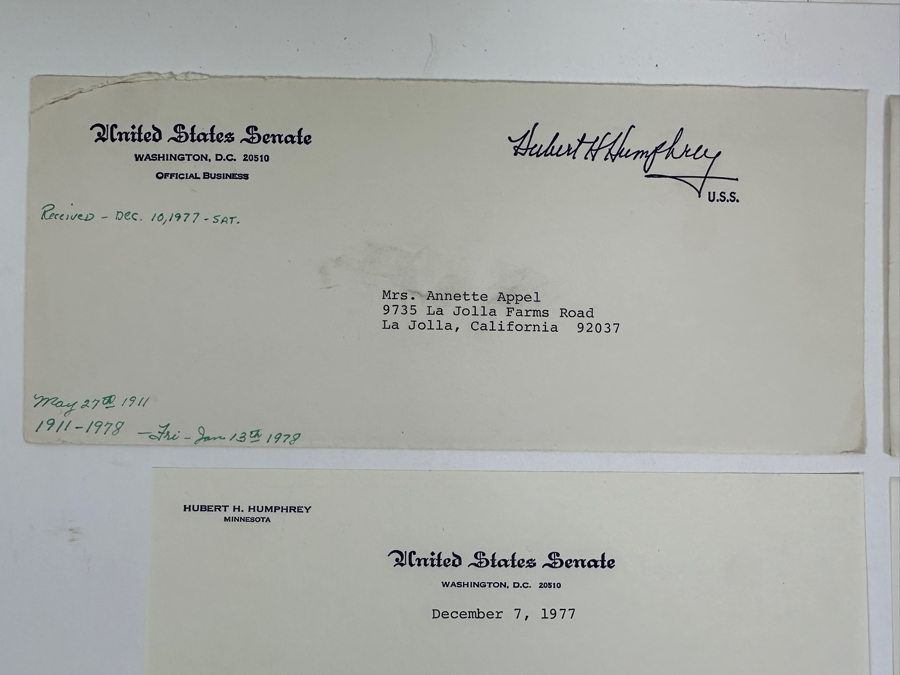 United States Senate
WASHINGTON, D.C. 20510
OFFICIAL BUSINESS
Hubert H Humphrey
U.S.S.
Received - Dec. 10, 1977 - SAT.
Mrs. Annette Appel
9735 La Jolla Farms Road
La Jolla, California 92037
May 27th 1911
1911-1978 - Fri - Jan 13th 1978
HUBERT H. HUMPHREY
MINNESOTA
United States Senate
WASHINGTON, D.C. 20510
December 7, 1977